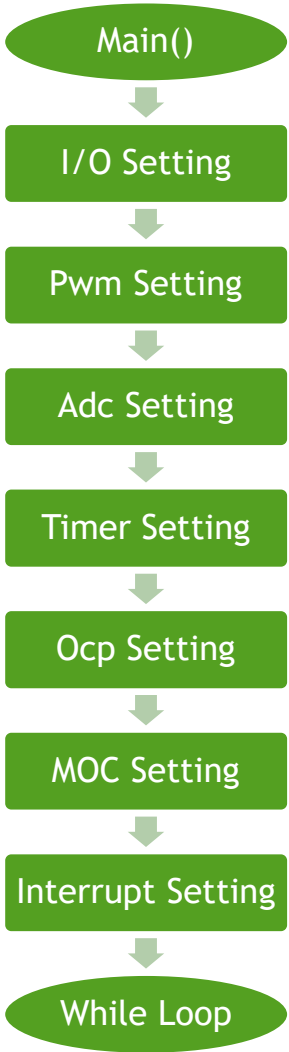 Main()
I/O Setting
Pwm Setting
Adc Setting
Timer Setting
Ocp Setting
MOC Setting
Interrupt Setting
While Loop